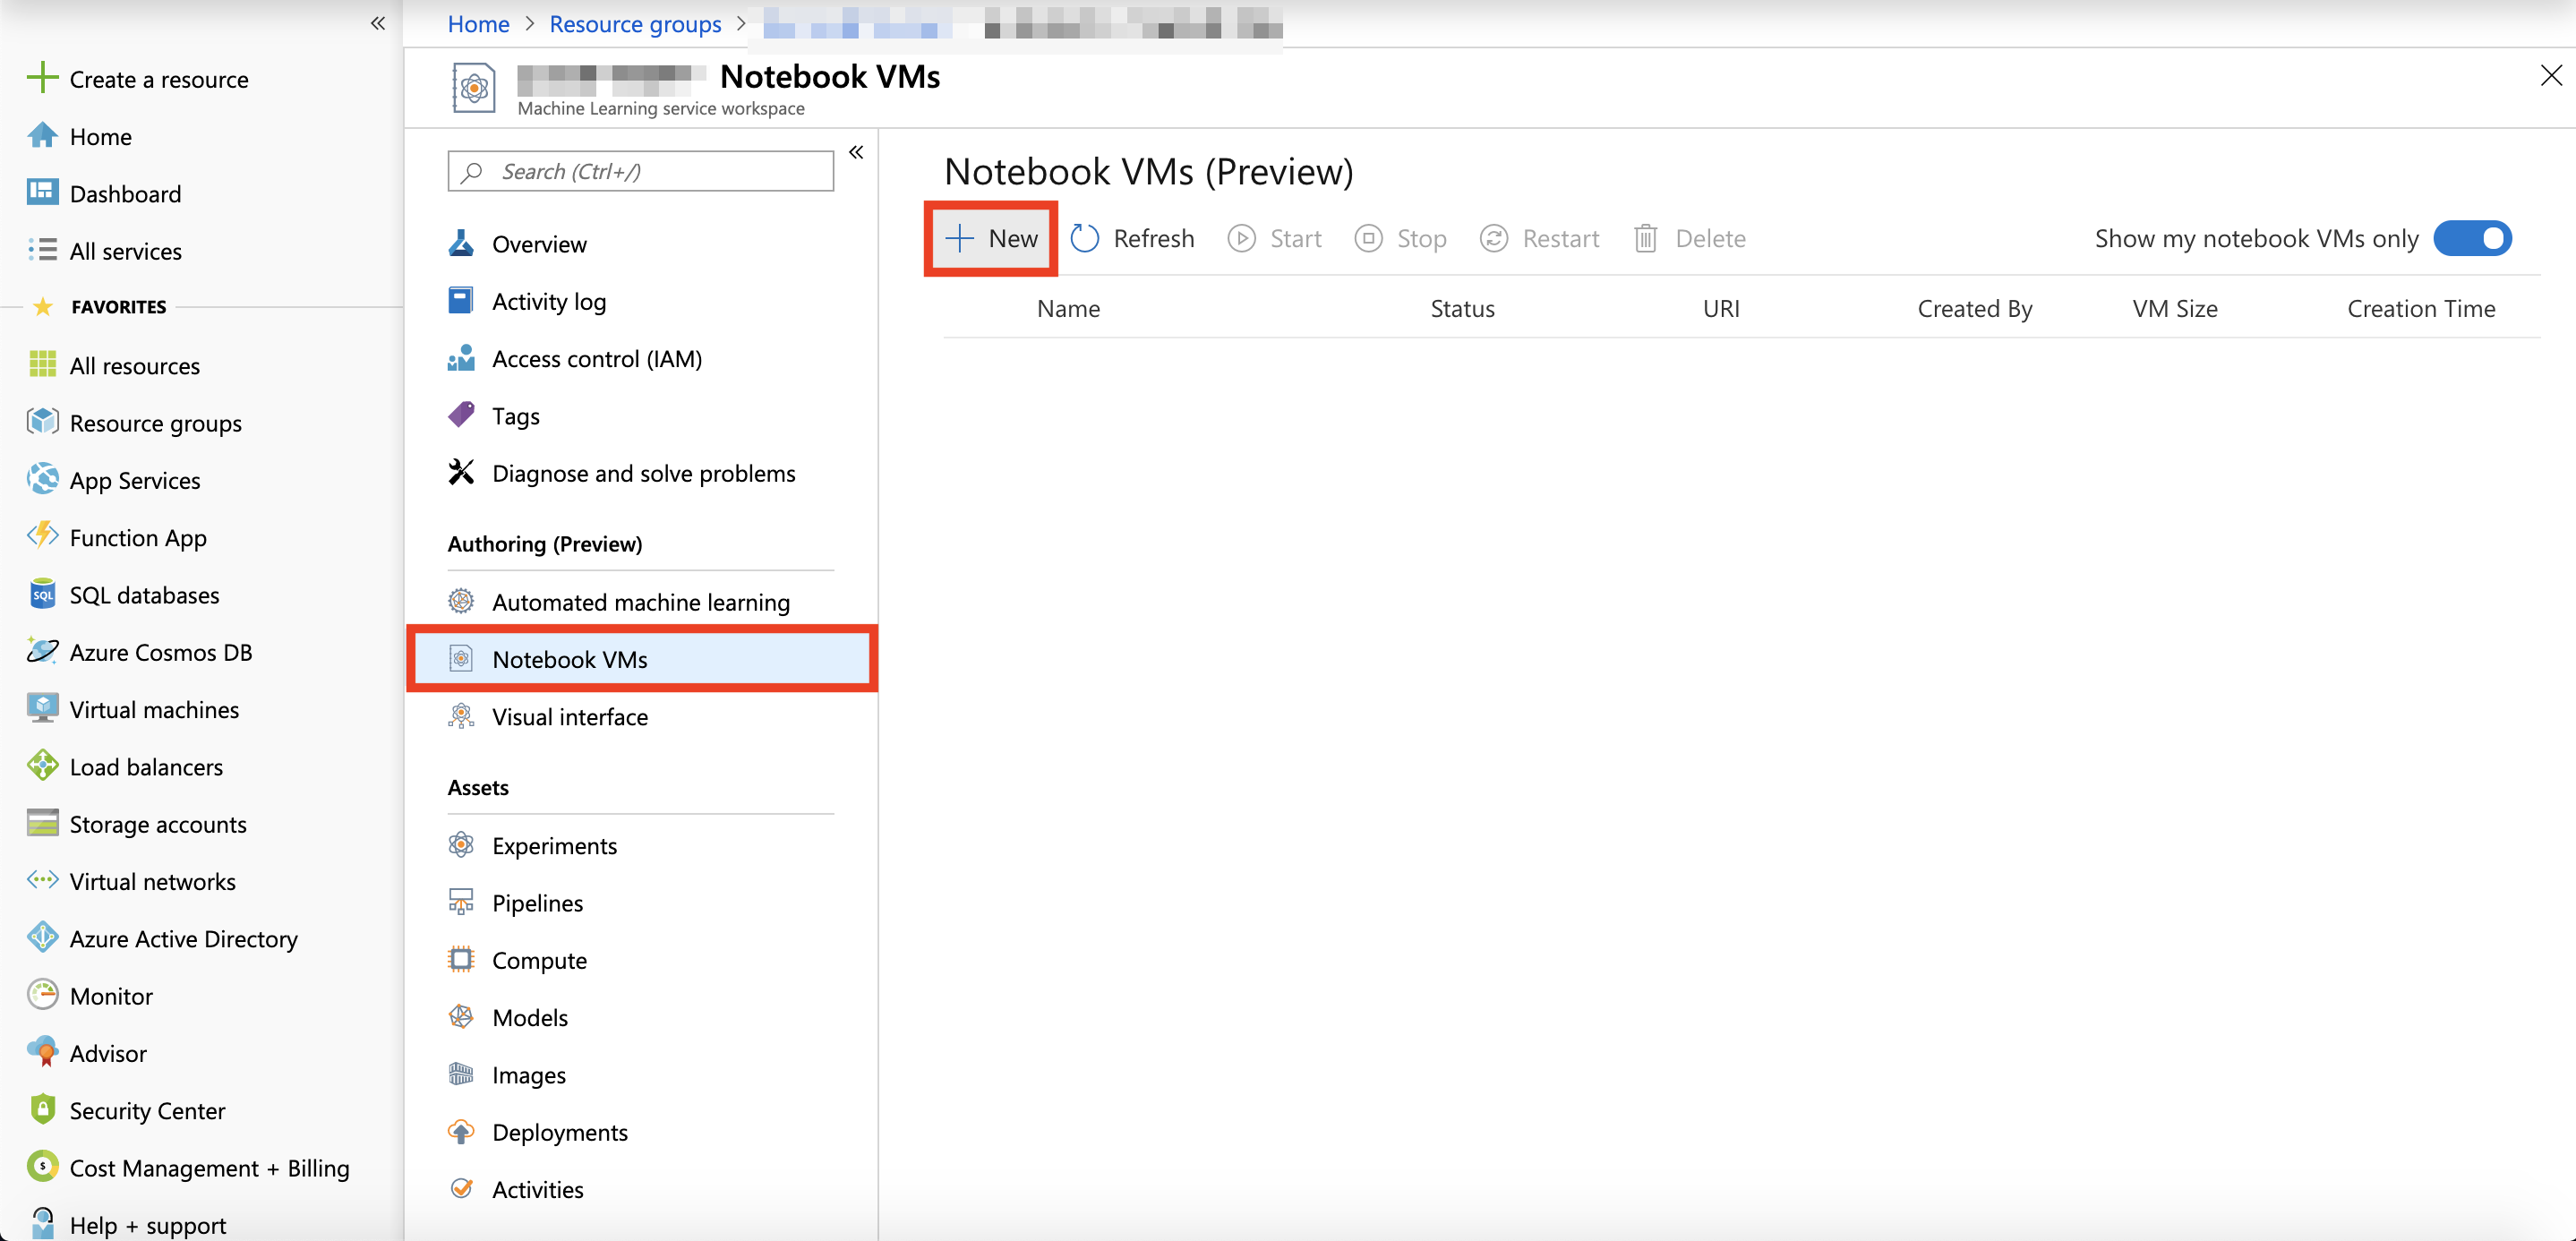 Home > Resource groups >
Notebook VMs
Machine Learning service workspace
Create a resource
Home
Dashboard
All services
FAVORITES
All resources
Resource groups
App Services
Function App
SQL databases
Azure Cosmos DB
Virtual machines
Load balancers
Storage accounts
Virtual networks
Azure Active Directory
Monitor
Advisor
Security Center
Cost Management + Billing
Help + support
Search (Ctrl+/)
Overview
Activity log
Access control (IAM)
Tags
Diagnose and solve problems
Authoring (Preview)
Automated machine learning
Notebook VMs
Visual interface
Assets
Experiments
Pipelines
Compute
Models
Images
Deployments
Activities
Notebook VMs (Preview)
New Refresh Start Stop Restart Delete Show my notebook VMs only
Name Status URI Created By VM Size Creation Time